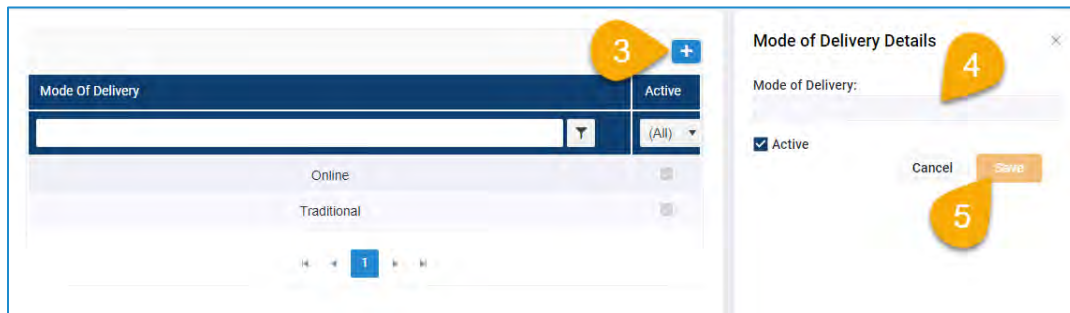 3
+
Mode Of Delivery
Active
(All)
Online
Traditional
1
Mode of Delivery Details
4
Mode of Delivery:
Active
Cancel
Save
5